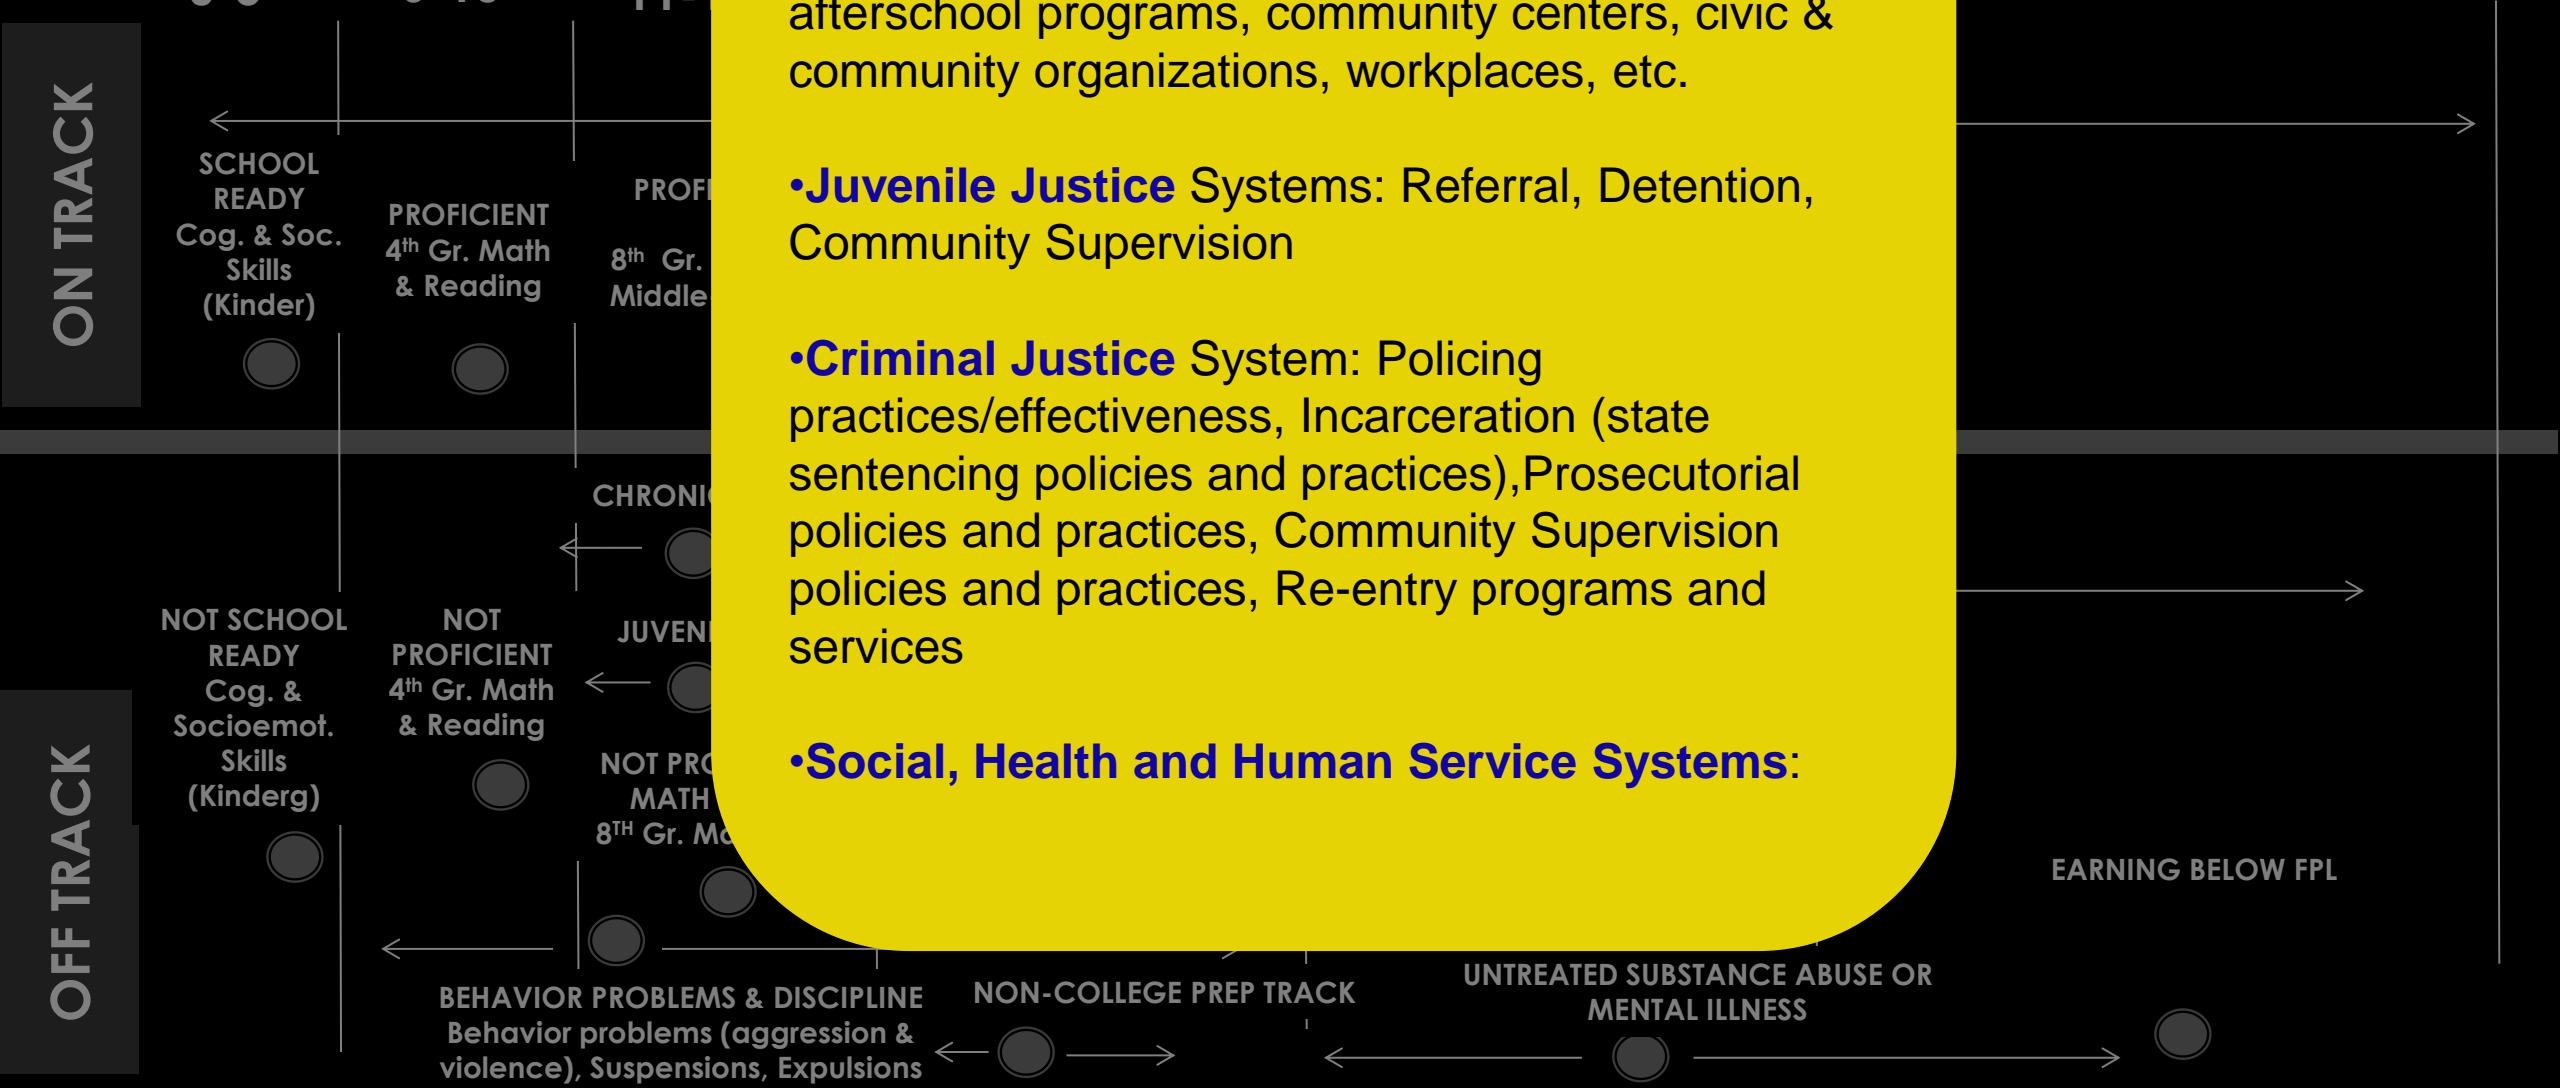 afterschool programs, community centers, civic &
community organizations, workplaces, etc.
•Juvenile Justice Systems: Referral, Detention,
Community Supervision
•Criminal Justice System: Policing
practices/effectiveness, Incarceration (state
sentencing policies and practices),Prosecutorial
policies and practices, Community Supervision
policies and practices, Re-entry programs and
services
•Social, Health and Human Service Systems:
ON TRACK
SCHOOL
READY
Cog. & Soc.
Skills
(Kinder)
PROFICIENT
4th Gr. Math
& Reading
8th Gr.
Middle
OFF TRACK
NOT SCHOOL
READY
Cog. &
Socioemot.
Skills
(Kinderg)
NOT
PROFICIENT
4th Gr. Math
& Reading
NOT
MATH
8TH Gr.
BEHAVIOR PROBLEMS & DISCIPLINE
Behavior problems (aggression &
violence), Suspensions, Expulsions
NON-COLLEGE PREP TRACK
UNTREATED SUBSTANCE ABUSE OR
MENTAL ILLNESS
EARNING BELOW FPL